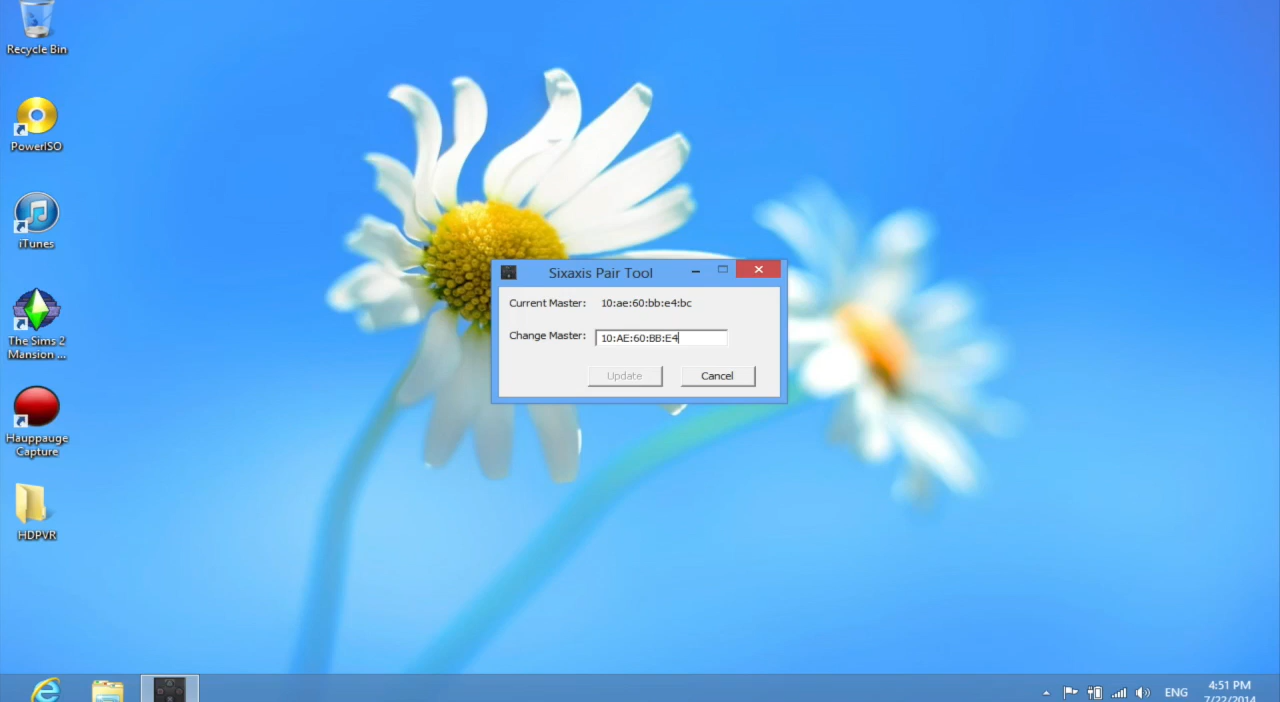 Recycle Bin
PowerISO
iTunes
The Sims 2
Mansion ...
Hauppauge
Capture
HDPVR
Sixaxis Pair Tool
Current Master: 10:ae:60:bb:e4:bc
Change Master: 10:AE:60:BB:E4
Update Cancel
ENG
4:51 PM
7/22/2014